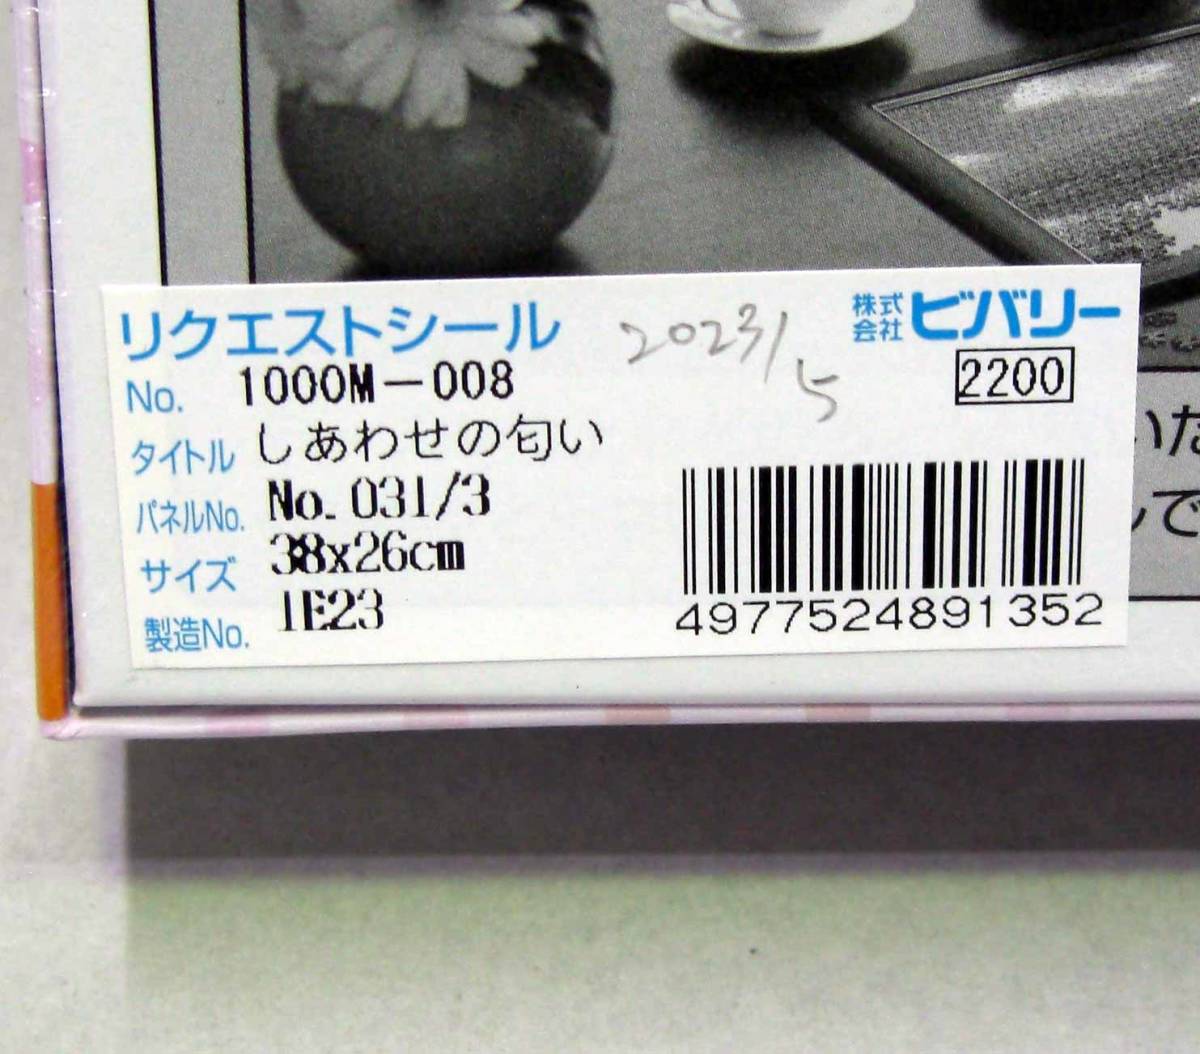 リクエストシール
2023/5
株式会社 ビバリー
No. 1000M-008
2200
タイトル しあわせの匂い
パネルNo. No.031/3
サイズ 38x26cm
製造No. 1E23
4977524891352